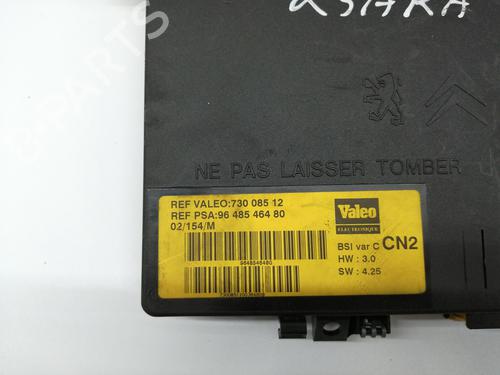 XSARA
NE PAS LAISSER TOMBER
REF VALEO:730 085 12
REF PSA:96 485 464 80
02/154/M
9648546480
Valeo
ELECTRONIQUE
BSI var C CN2
HW : 3.0
SW : 4.25